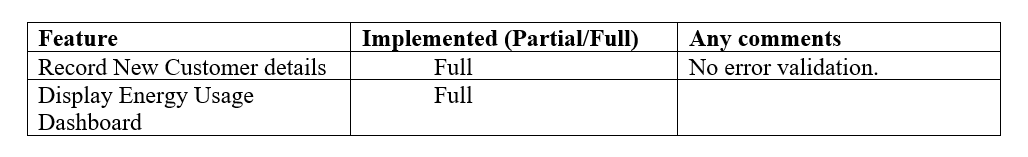 Feature Implemented (Partial/Full) Any comments
Record New Customer details Full No error validation.
Display Energy Usage Full
Dashboard